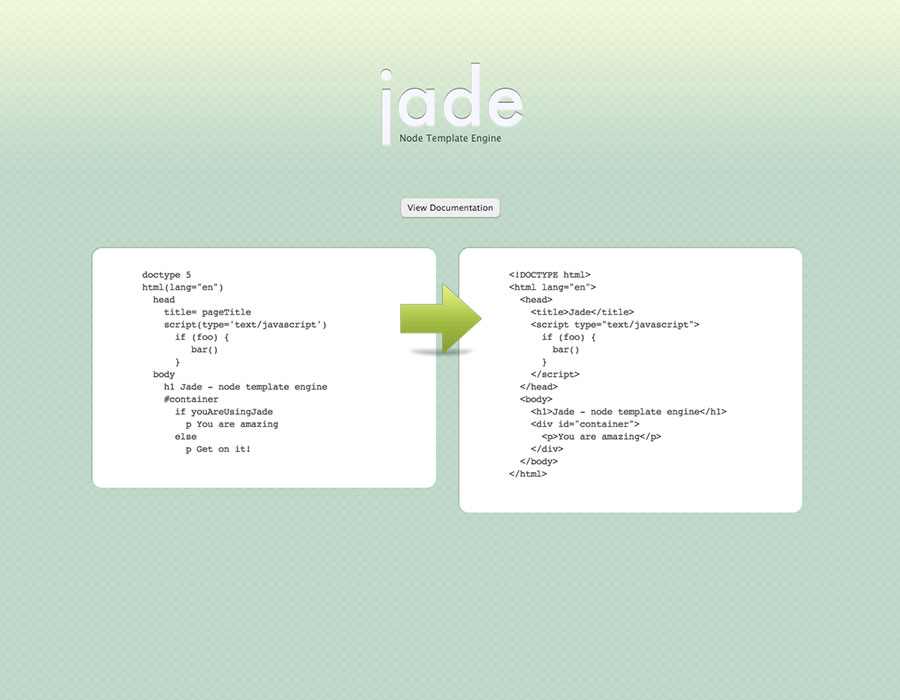 jade
Node Template Engine
View Documentation
doctype 5
html(lang="en")
  head
    title= pageTitle
    script(type='text/javascript')
      if (foo) {
        bar()
      }
  body
    h1 Jade - node template engine
    #container
      if youAreUsingJade
        p You are amazing
      else
        p Get on it!
<!DOCTYPE html>
<html lang="en">
  <head>
    <title>Jade</title>
    <script type="text/javascript">
      if (foo) {
        bar()
      }
    </script>
  </head>
  <body>
    <h1>Jade - node template engine</h1>
    <div id="container">
      <p>You are amazing</p>
    </div>
  </body>
</html>